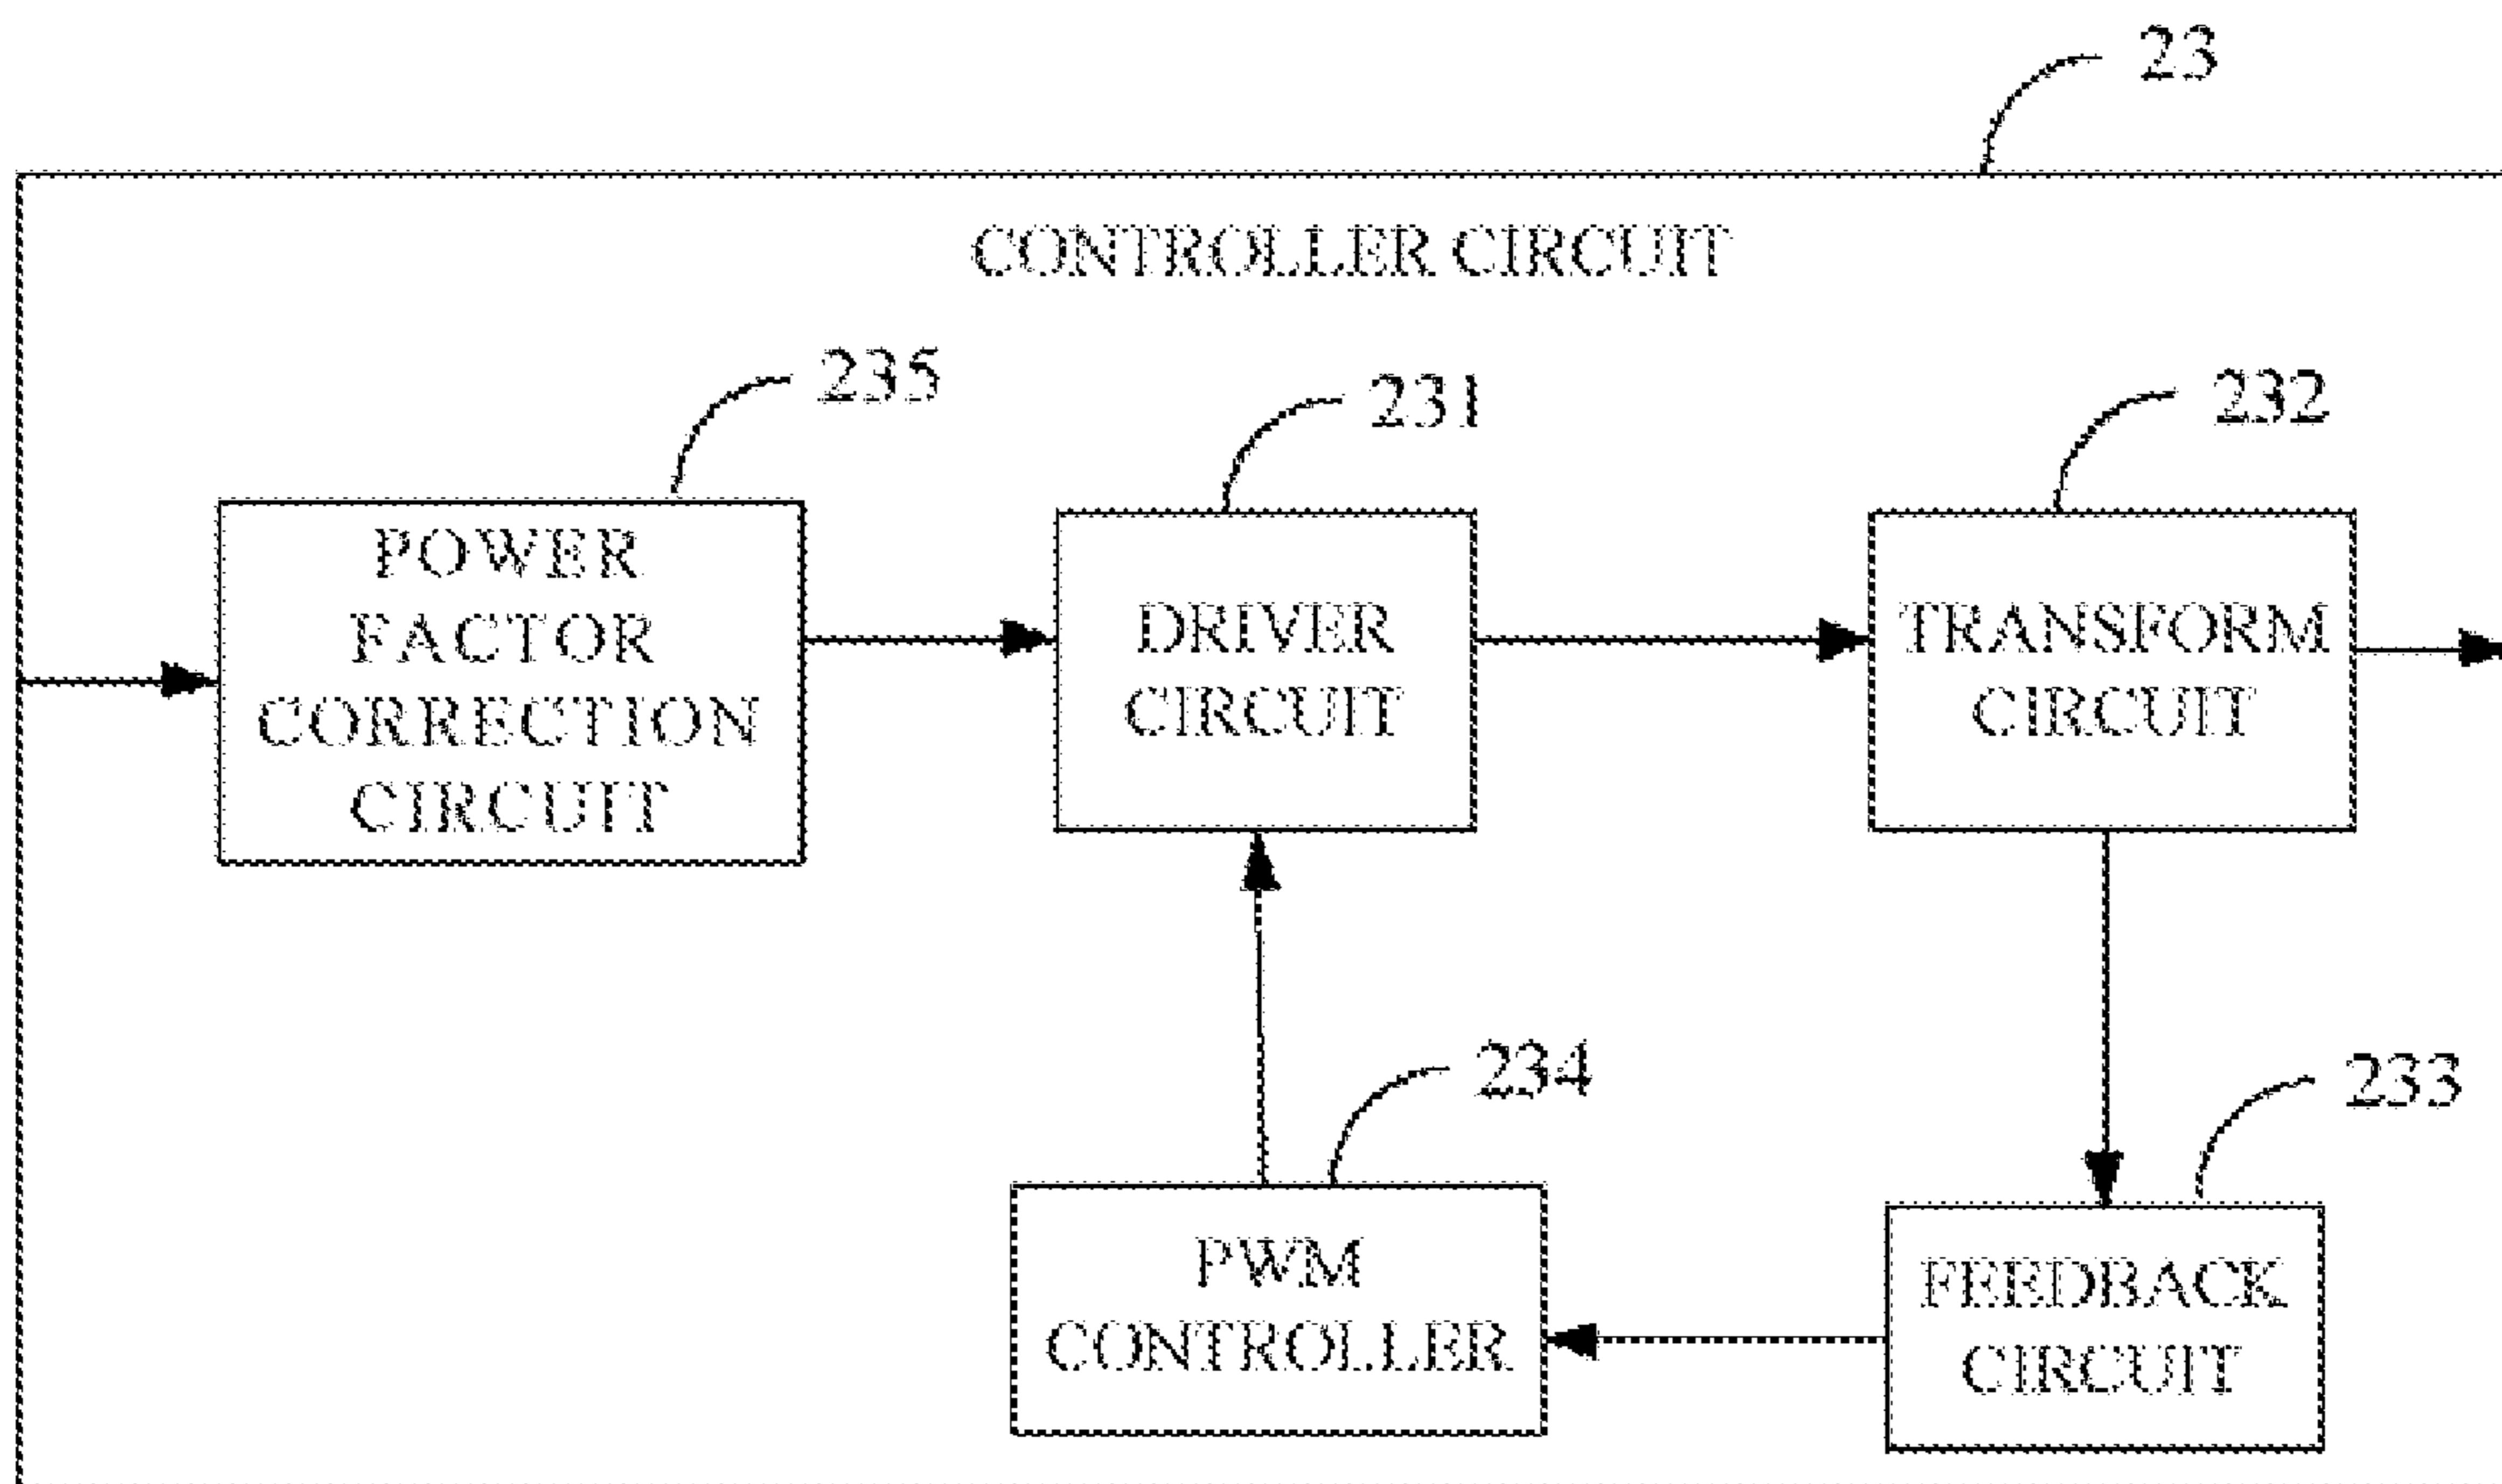 23
CONTROLLER CIRCUIT
235
231
232
POWER
FACTOR
CORRECTION
CIRCUIT
DRIVER
CIRCUIT
TRANSFORM
CIRCUIT
234
233
PWM
CONTROLLER
FEEDBACK
CIRCUIT